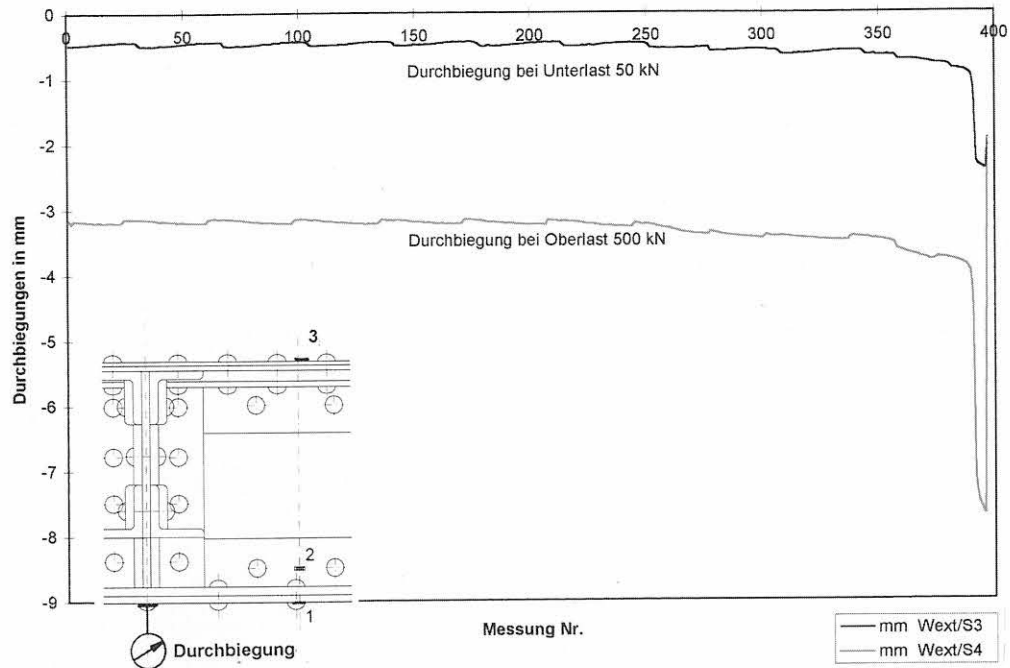 0
0 50 100 150 200 250 300 350 400
Durchbiegung bei Unterlast 50 kN
-1
-2
-3
Durchbiegung bei Oberlast 500 kN
-4
-5
-6
-7
-8
-9
Durchbiegungen in mm
3
2
1
Messung Nr.
Durchbiegung
mm Wext/S3
mm Wext/S4